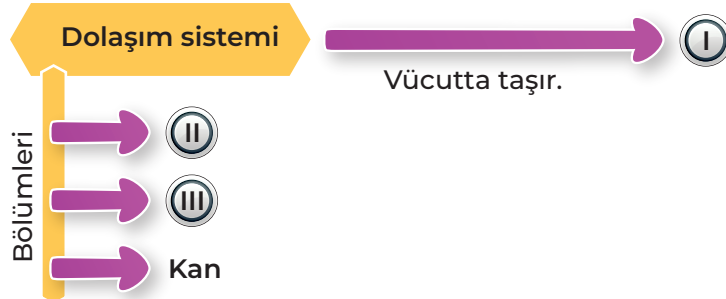 Dolaşım sistemi
I
Vücutta taşır.
Bölümleri
II
III
Kan